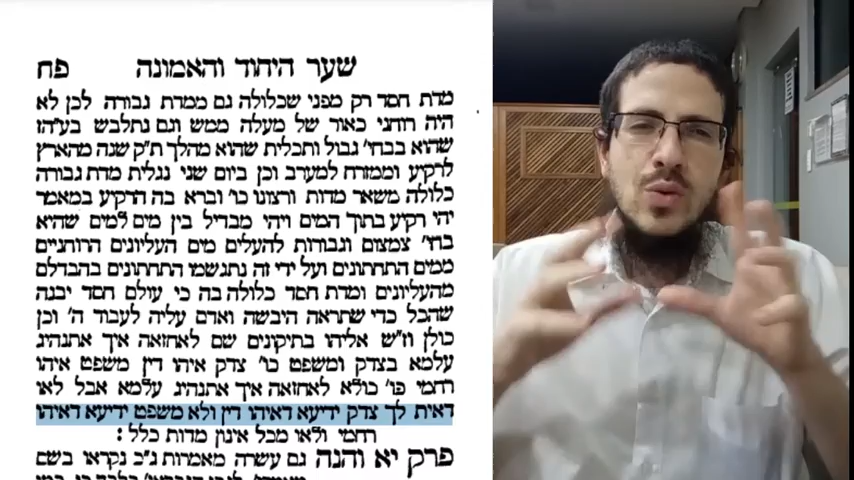 שער היחוד והאמונה פח
מדת חסד רק מפני שכלולה גם ממדת גבורה לכן לא
היה רוחני כאור של מעלה ממש וגם נתלבש בעה״ז
שהוא בבחי׳ גבול ותכלית שהוא מהלך ת״ק שנה מהארץ
לרקיע וממזרח למערב וכן ביום שני נגלית מדת גבורה
כלולה משאר מדות ורצונו כו׳ וברא בה הרקיע במאמר
יהי רקיע בתוך המים ויהי מבדיל בין מים למים שהיא
בחי׳ צמצום וגבורות להעלים מים העליונים הרוחניים
ממים התחתונים ועל ידי זה נתגשמו התחתונים בהבדלם
מהעליונים ומדת חסד כלולה בה כי עולם חסד יבנה
שהכל כדי שתראה היבשה ואדם עליה לעבוד ה׳ וכן
כולן וז״ש אליהו בתיקונים שם לאחזאה איך אתנהיג
עלמא בצדק ומשפט כו׳ צדק איהו דין משפט איהו
רחמי כו׳ כולא לאחזאה איך אתנהיג עלמא אבל לאו
דאית לך צדק ידיעא דאיהו דין ולא משפט ידיעא דאיהו
רחמי ולאו מכל אינון מדות כלל :
פרק יא והנה גם עשרה מאמרות ג״כ נקראו בשם